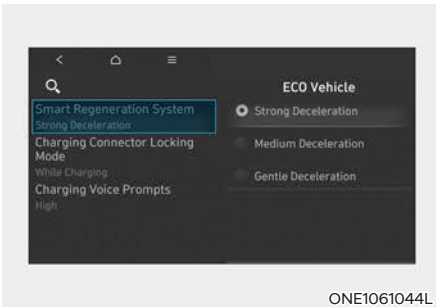 ECO Vehicle
Smart Regeneration System
Strong Deceleration
Charging Connector Locking
Mode
While Charging
Charging Voice Prompts
High
Strong Deceleration
Medium Deceleration
Gentle Deceleration
ONE1061044L